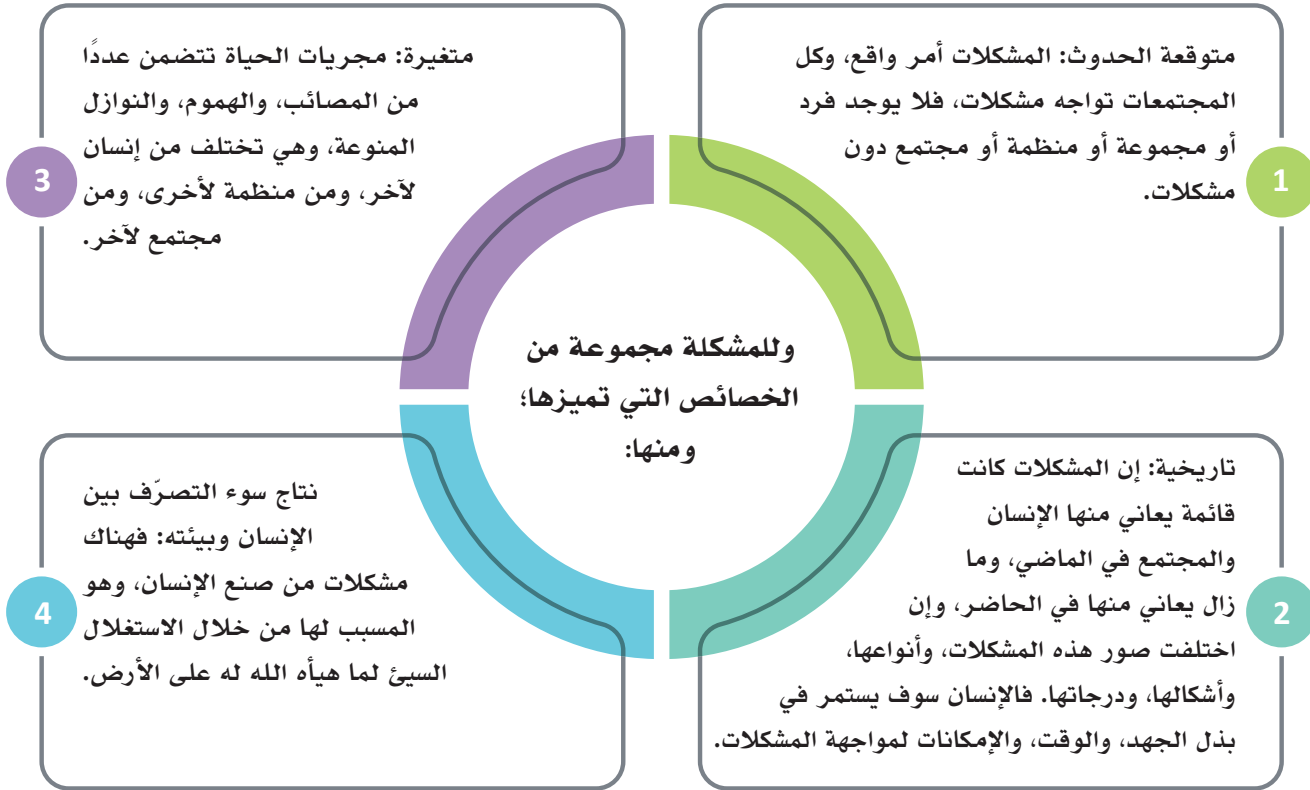 وللمشكلة مجموعة من
الخصائص التي تميزها؛
ومنها:
1
متوقعة الحدوث: المشكلات أمر واقع، وكل
المجتمعات تواجه مشكلات، فلا يوجد فرد
أو مجموعة أو منظمة أو مجتمع دون
مشكلات.
2
تاريخية: إن المشكلات كانت
قائمة يعاني منها الإنسان
والمجتمع في الماضي، وما
زال يعاني منها في الحاضر، وإن
اختلفت صور هذه المشكلات، وأنواعها،
وأشكالها، ودرجاتها. فالإنسان سوف يستمر في
بذل الجهد، والوقت، والإمكانات لمواجهة المشكلات.
3
متغيرة: مجريات الحياة تتضمن عددًا
من المصائب، والهموم، والنوازل
المنوعة، وهي تختلف من إنسان
لآخر، ومن منظمة لأخرى، ومن
مجتمع لآخر.
4
نتاج سوء التصرّف بين
الإنسان وبيئته: فهناك
مشكلات من صنع الإنسان، وهو
المسبب لها من خلال الاستغلال
السيئ لما هيأه الله له على الأرض.